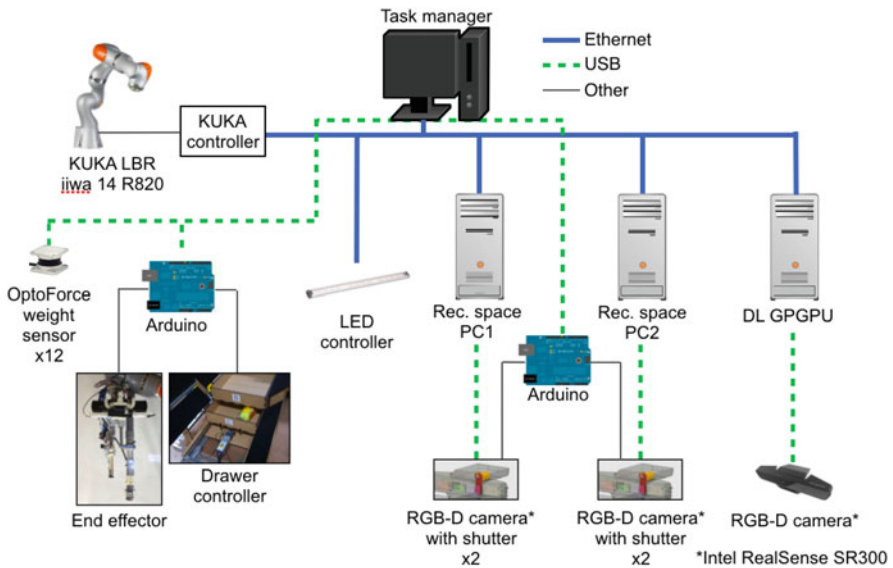 Task manager
Ethernet
USB
Other
KUKA
controller
KUKA LBR
iiwa 14 R820
OptoForce
weight
sensor
x12
Arduino
LED
controller
Rec. space
PC1
Rec. space
PC2
DL GPGPU
Arduino
End effector
Drawer
controller
RGB-D camera*
with shutter
x2
RGB-D camera*
with shutter
x2
RGB-D camera*
*Intel RealSense SR300